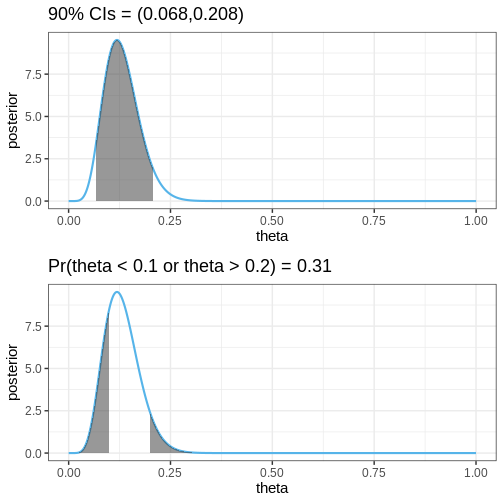 90% CIs = (0.068,0.208)
7.5
5.0
2.5
0.0
posterior
0.00 0.25 0.50 0.75 1.00
theta
Pr(theta < 0.1 or theta > 0.2) = 0.31
7.5
5.0
2.5
0.0
posterior
0.00 0.25 0.50 0.75 1.00
theta